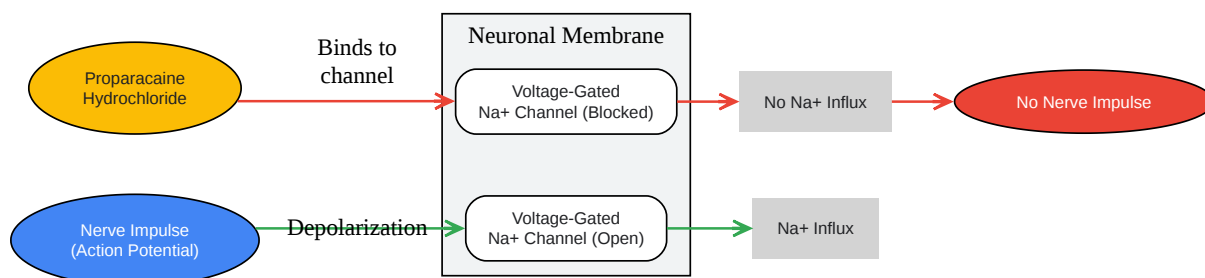 Neuronal Membrane
Proparacaine
Hydrochloride
Binds to
channel
Voltage-Gated
Na+ Channel (Blocked)
No Na+ Influx
No Nerve Impulse
Nerve Impulse
(Action Potential)
Depolarization
Voltage-Gated
Na+ Channel (Open)
Na+ Influx